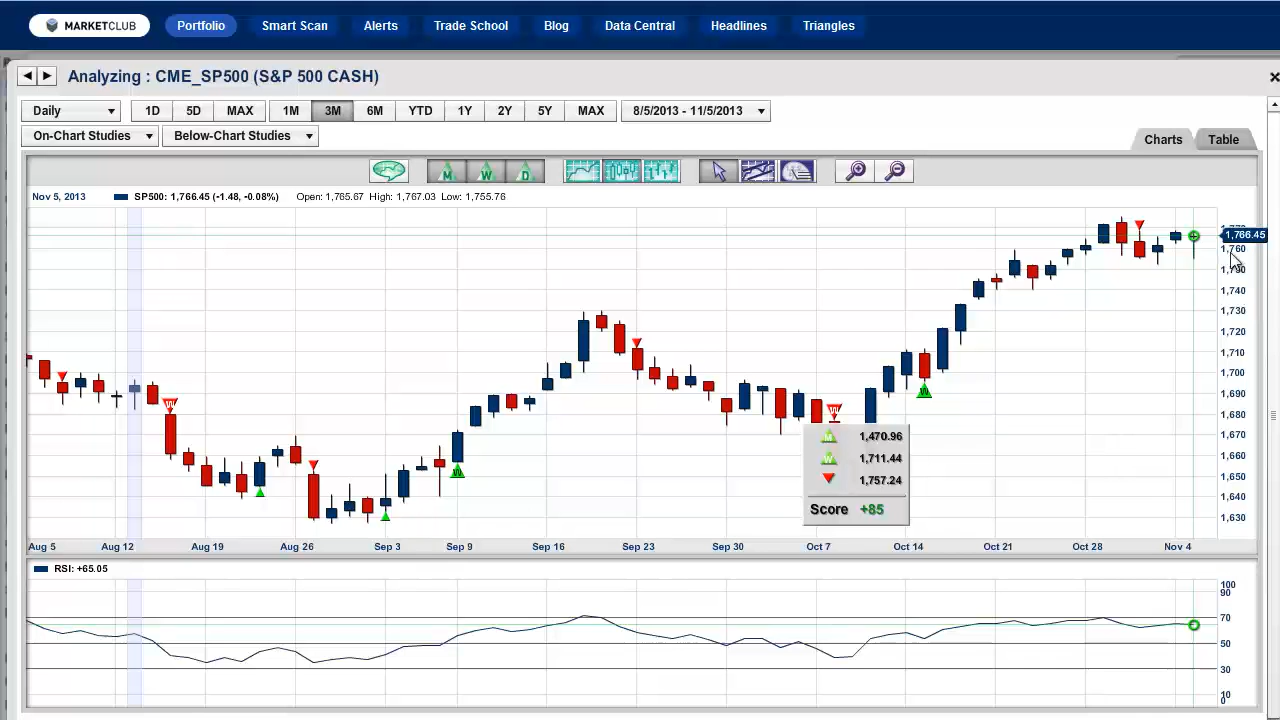 MARKETCLUB Portfolio Smart Scan Alerts Trade School Blog Data Central Headlines Triangles
Analyzing : CME_SP500 (S&P 500 CASH)
Daily 1D 5D MAX 1M 3M 6M YTD 1Y 2Y 5Y MAX 8/5/2013 - 11/5/2013
On-Chart Studies Below-Chart Studies
Charts Table
M W D
Nov 5, 2013 SP500: 1,766.45 (-1.48, -0.08%) Open: 1,765.67 High: 1,767.03 Low: 1,755.76
1,766.45
1,760
1,740
1,730
1,720
1,710
1,700
1,690
1,680
1,670
1,660
1,650
1,640
1,630
W
W
W
W
M 1,470.96
W 1,711.44
1,757.24
Score +85
Aug 5 Aug 12 Aug 19 Aug 26 Sep 3 Sep 9 Sep 16 Sep 23 Sep 30 Oct 7 Oct 14 Oct 21 Oct 28 Nov 4
RSI: +65.05
100
90
70
50
30
10
0